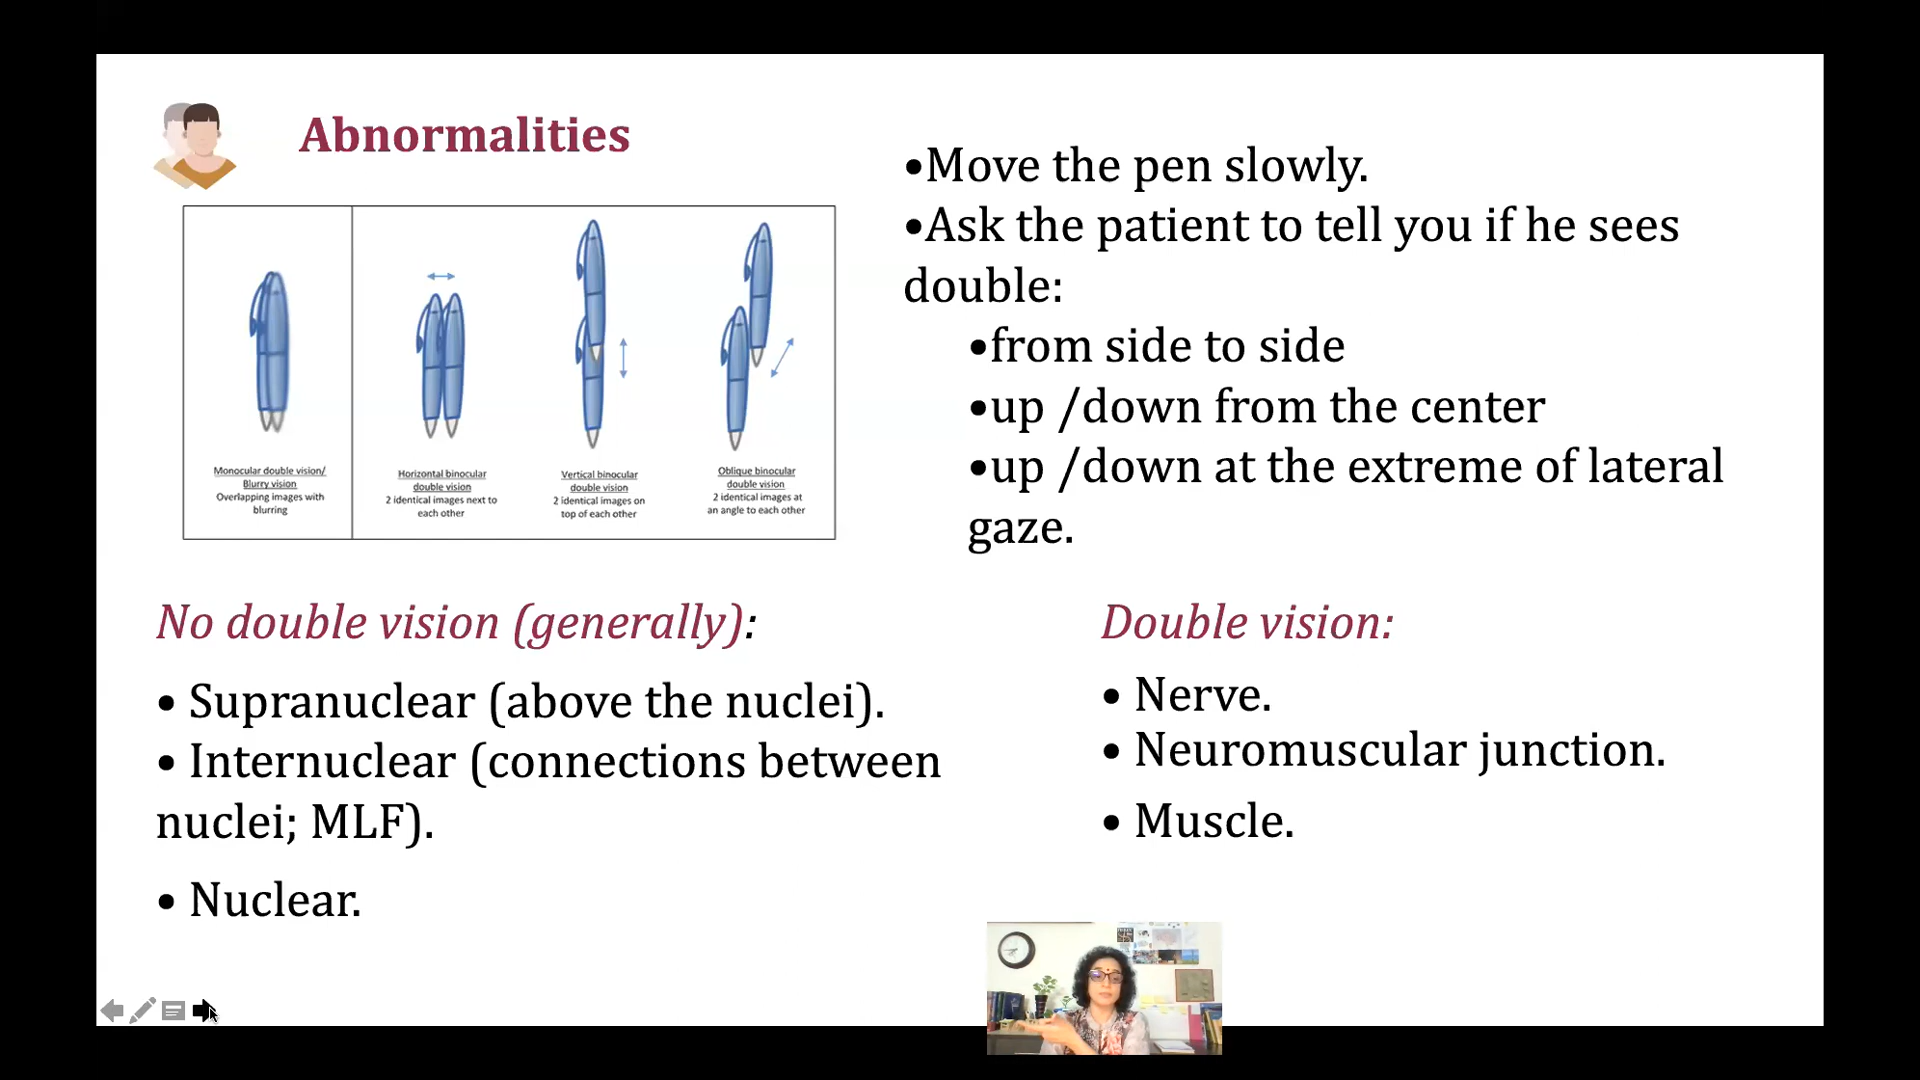 Abnormalities
Monocular double vision/
Blurry vision
Overlapping images with
blurring
Horizontal binocular
double vision
2 identical images next to
each other
Vertical binocular
double vision
2 identical images on
top of each other
Oblique binocular
double vision
2 identical images at
an angle to each other
•Move the pen slowly.
•Ask the patient to tell you if he sees
double:
•from side to side
•up /down from the center
•up /down at the extreme of lateral
gaze.
No double vision (generally):
• Supranuclear (above the nuclei).
• Internuclear (connections between
nuclei; MLF).
• Nuclear.
Double vision:
• Nerve.
• Neuromuscular junction.
• Muscle.